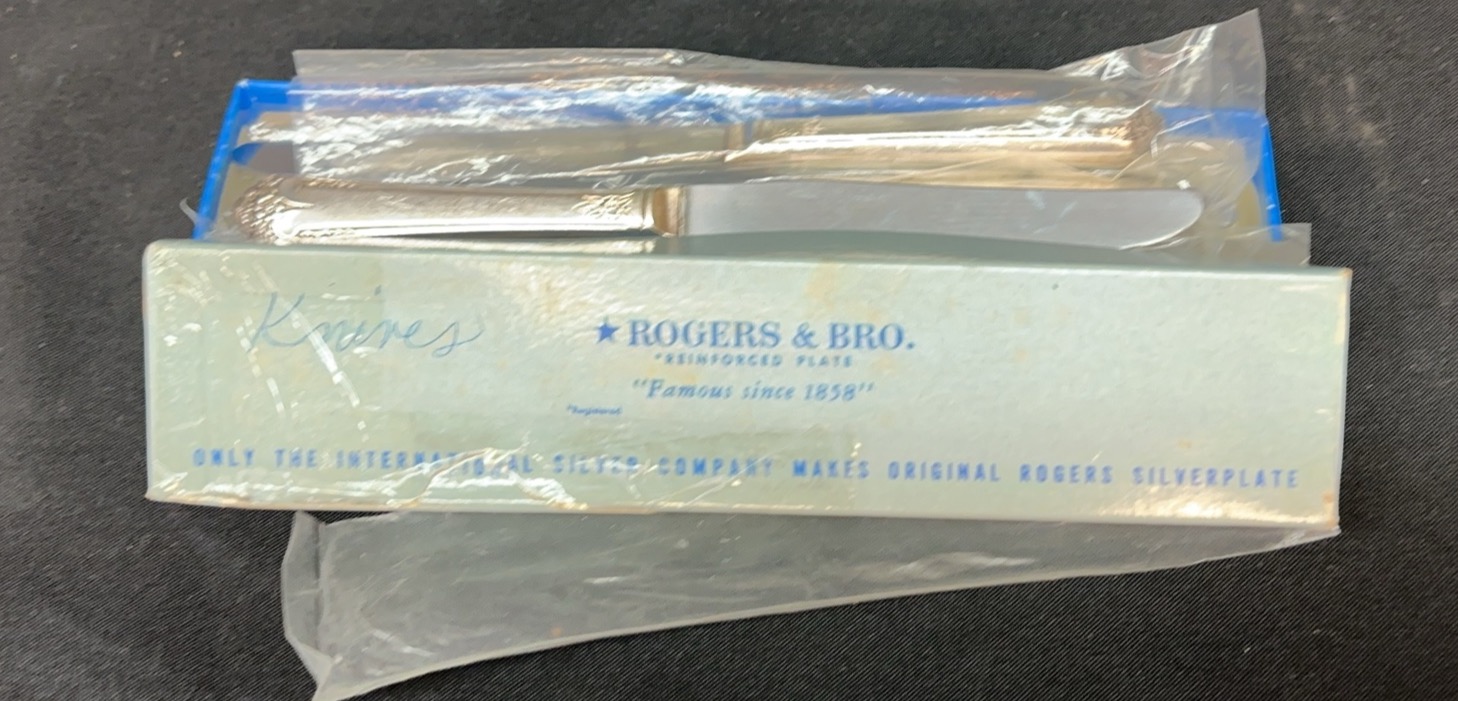 Knives
★ROGERS & BRO.
*REINFORCED PLATE
"Famous since 1858"
*Registered
ONLY THE INTERNATIONAL SILVER COMPANY MAKES ORIGINAL ROGERS SILVERPLATE